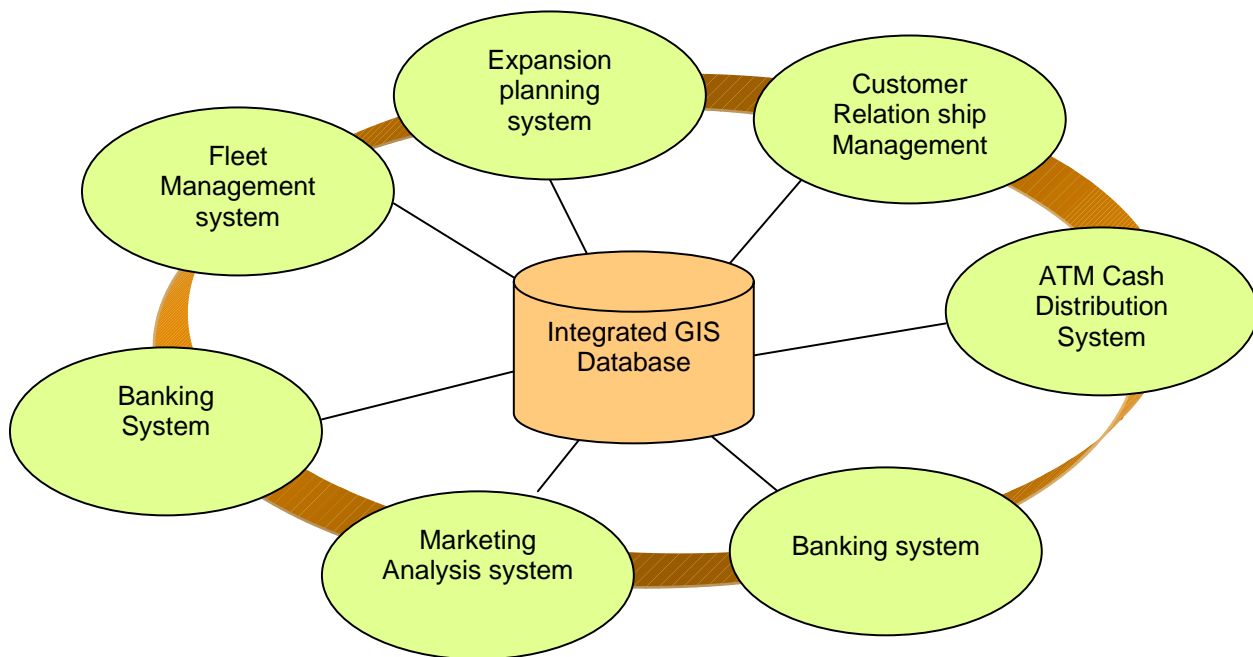 Expansion
planning
system
Customer
Relation ship
Management
Fleet
Management
system
ATM Cash
Distribution
System
Integrated GIS
Database
Banking
System
Marketing
Analysis system
Banking system